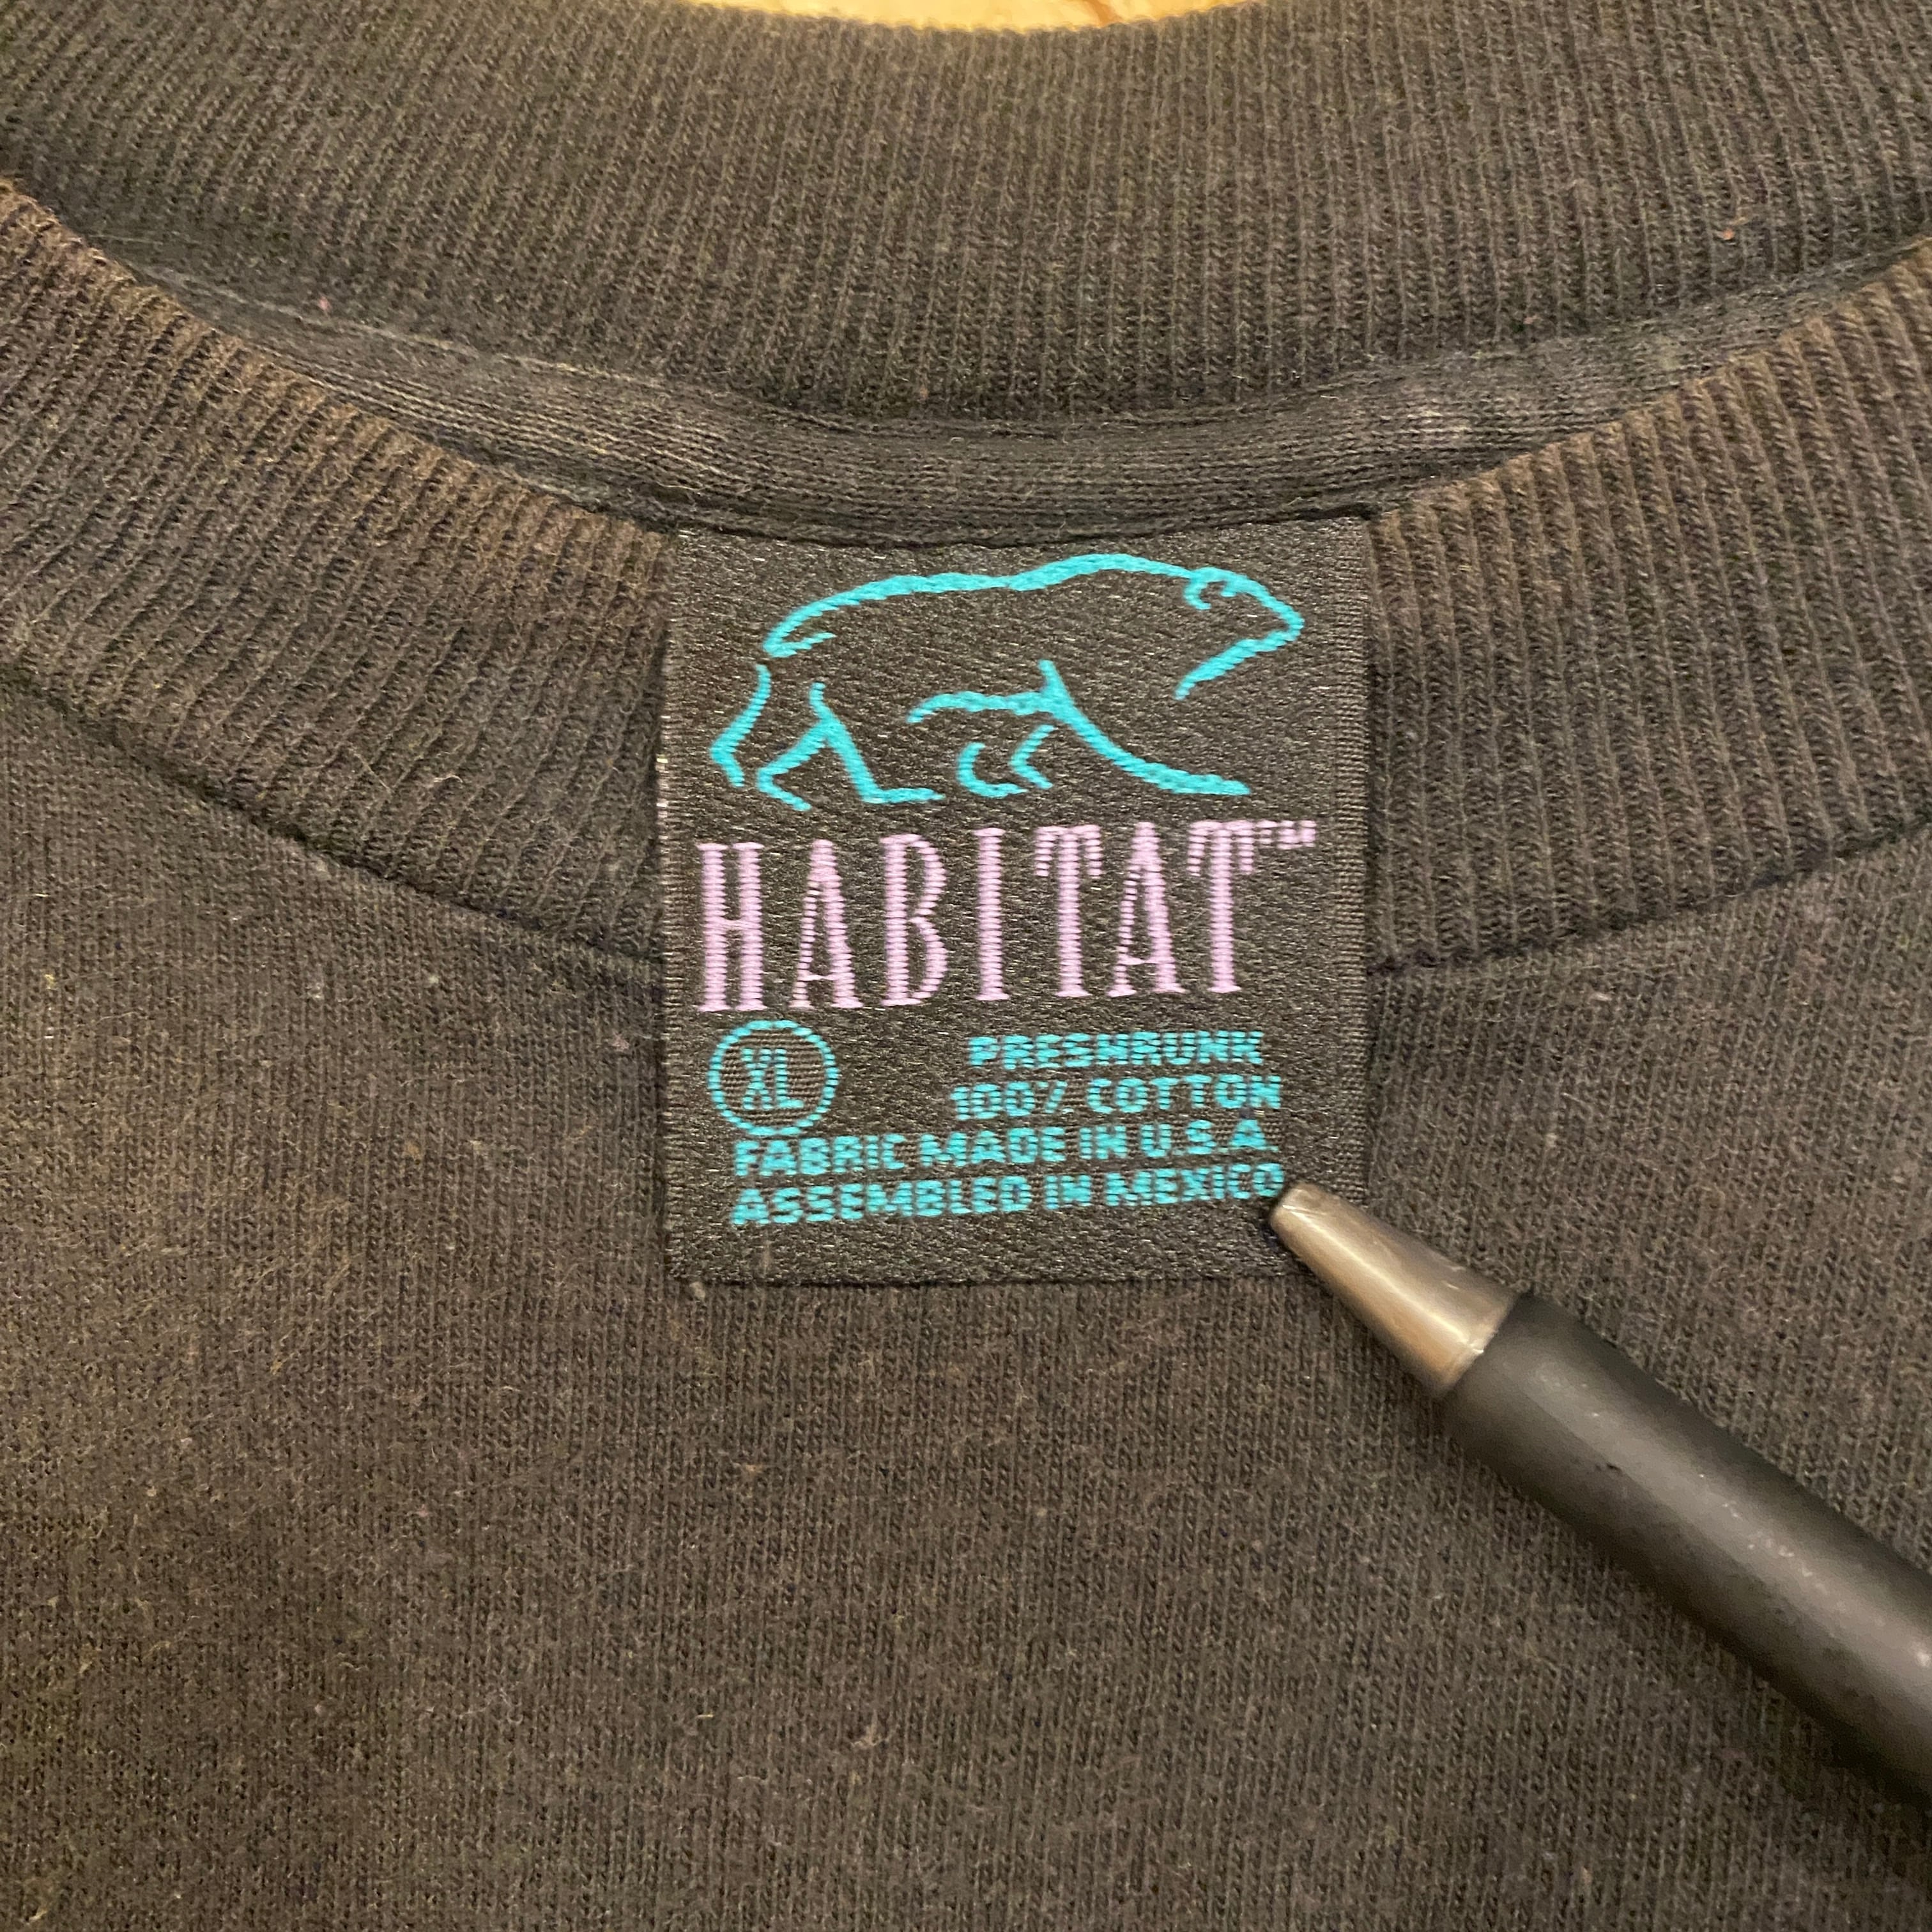 HABITAT™
XL
PRESHRUNK
100% COTTON
FABRIC MADE IN U.S.A
ASSEMBLED IN MEXICO